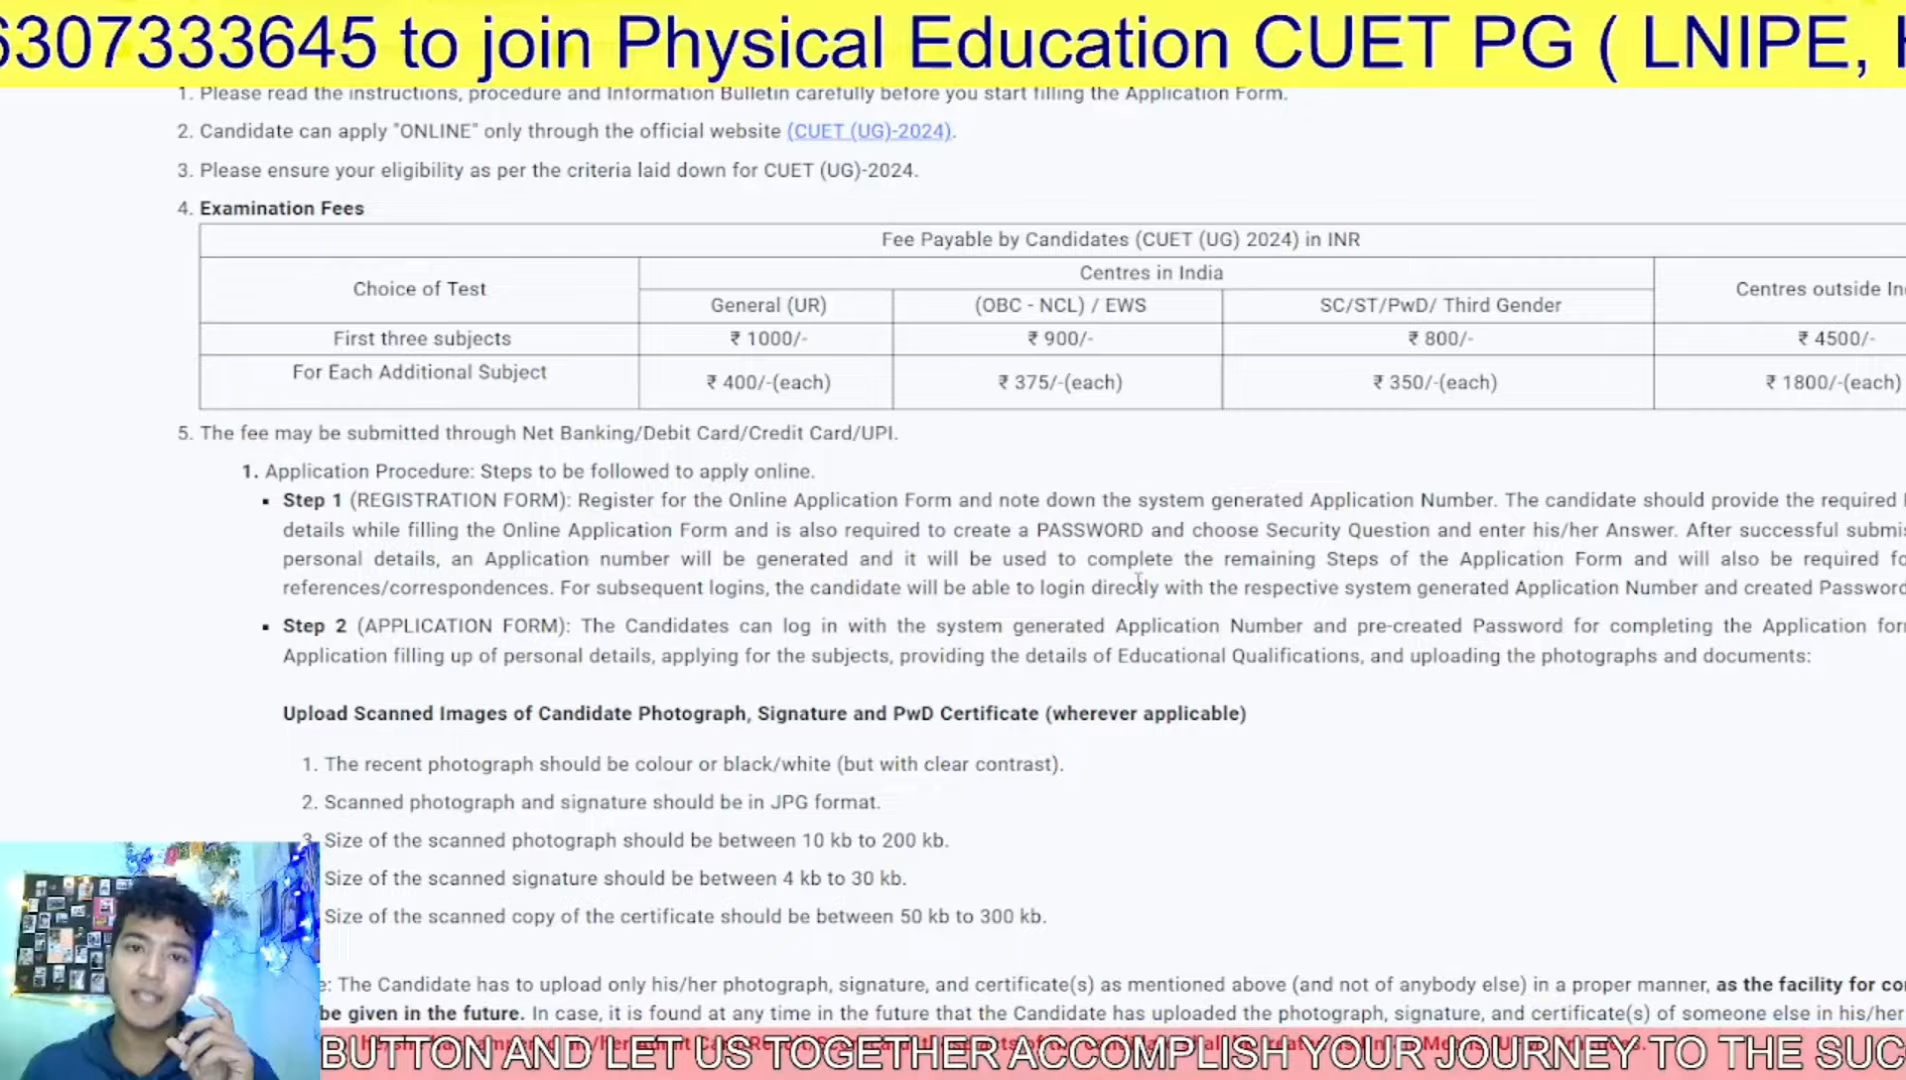 6307333645 to join Physical Education CUET PG ( LNIPE,
1. Please read the instructions, procedure and Information Bulletin carefully before you start filling the Application Form.
2. Candidate can apply "ONLINE" only through the official website (CUET (UG)-2024).
3. Please ensure your eligibility as per the criteria laid down for CUET (UG)-2024.
4. Examination Fees
Fee Payable by Candidates (CUET (UG) 2024) in INR
Choice of Test
Centres in India
Centres outside
General (UR)
(OBC - NCL) / EWS
SC/ST/PwD/ Third Gender
First three subjects
₹ 1000/-
₹ 900/-
₹ 800/-
₹ 4500/-
For Each Additional Subject
₹ 400/-(each)
₹ 375/-(each)
₹ 350/-(each)
₹ 1800/-(each)
5. The fee may be submitted through Net Banking/Debit Card/Credit Card/UPI.
1. Application Procedure: Steps to be followed to apply online.
▪ Step 1 (REGISTRATION FORM): Register for the Online Application Form and note down the system generated Application Number. The candidate should provide the required
details while filling the Online Application Form and is also required to create a PASSWORD and choose Security Question and enter his/her Answer. After successful
personal details, an Application number will be generated and it will be used to complete the remaining Steps of the Application Form and will also be required
references/correspondences. For subsequent logins, the candidate will be able to login directly with the respective system generated Application Number and created Password
▪ Step 2 (APPLICATION FORM): The Candidates can log in with the system generated Application Number and pre-created Password for completing the Application
Application filling up of personal details, applying for the subjects, providing the details of Educational Qualifications, and uploading the photographs and documents:
Upload Scanned Images of Candidate Photograph, Signature and PwD Certificate (wherever applicable)
1. The recent photograph should be colour or black/white (but with clear contrast).
2. Scanned photograph and signature should be in JPG format.
3. Size of the scanned photograph should be between 10 kb to 200 kb.
Size of the scanned signature should be between 4 kb to 30 kb.
Size of the scanned copy of the certificate should be between 50 kb to 300 kb.
: The Candidate has to upload only his/her photograph, signature, and certificate(s) as mentioned above (and not of anybody else) in a proper manner, as the facility for
be given in the future. In case, it is found at any time in the future that the Candidate has uploaded the photograph, signature, and certificate(s) of someone else in his/her
BUTTON AND LET US TOGETHER ACCOMPLISH YOUR JOURNEY TO THE